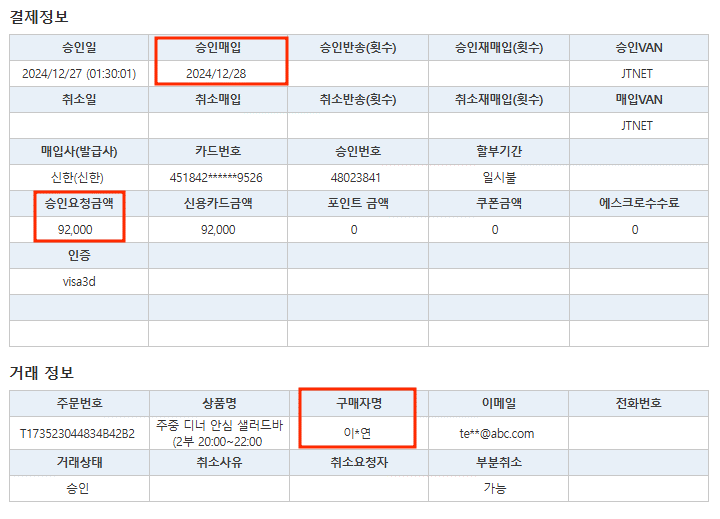 결제정보
승인일 승인매입 승인반송(횟수) 승인재매입(횟수) 승인VAN
2024/12/27 (01:30:01) 2024/12/28 JTNET
취소일 취소매입 취소반송(횟수) 취소재매입(횟수) 매입VAN
JTNET
매입사(발급사) 카드번호 승인번호 할부기간
신한(신한) 451842******9526 48023841 일시불
승인요청금액 신용카드금액 포인트 금액 쿠폰금액 에스크로수수료
92,000 92,000 0 0 0
인증
visa3d
거래 정보
주문번호 상품명 구매자명 이메일 전화번호
T173523044834B42B2 주중 디너 안심 샐러드바 이*연 te**@abc.com
(2부 20:00~22:00
거래상태 취소사유 취소요청자 부분취소
승인 가능